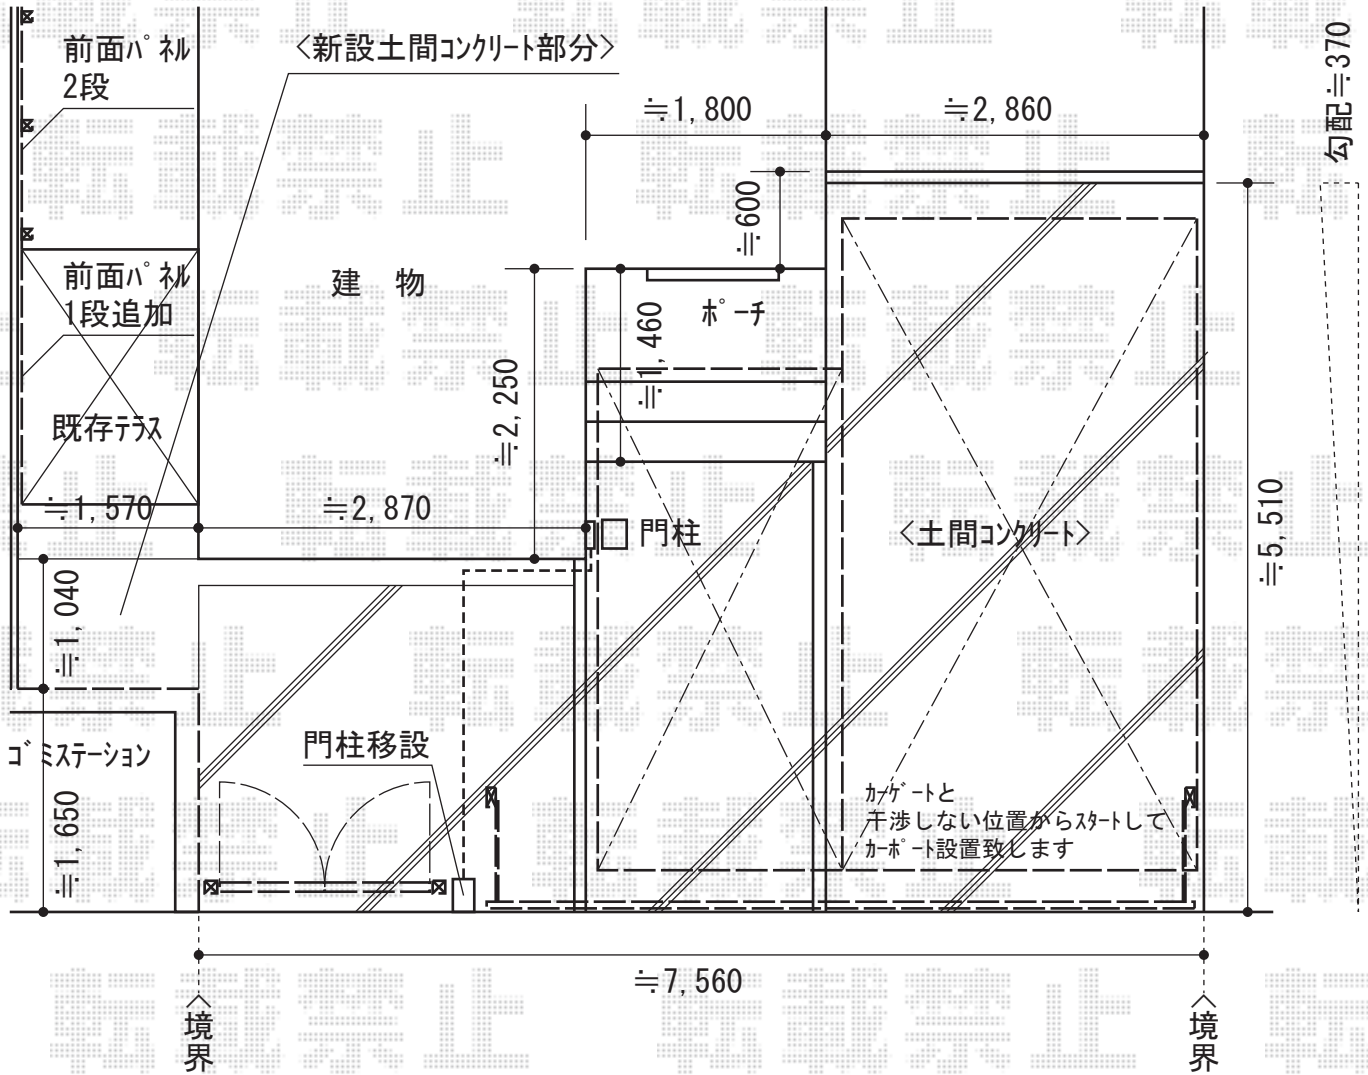 前面ﾊﾟﾈﾙ
2段
〈新設土間ｺﾝｸﾘｰﾄ部分〉
≒1,800
≒2,860
勾配≒370
≒600
前面ﾊﾟﾈﾙ
1段追加
建 物
ﾎﾟｰﾁ
≒1,460
≒2,250
既存ﾃﾗｽ
≒1,570
≒2,870
門柱
〈土間ｺﾝｸﾘｰﾄ〉
≒5,510
≒1,040
門柱移設
ｺﾞﾐｽﾃｰｼｮﾝ
≒1,650
ｶｰｹﾞｰﾄと
干渉しない位置からｽﾀｰﾄして
ｶｰﾎﾟｰﾄ設置致します
≒7,560
〈境界
〈境界
転載禁止